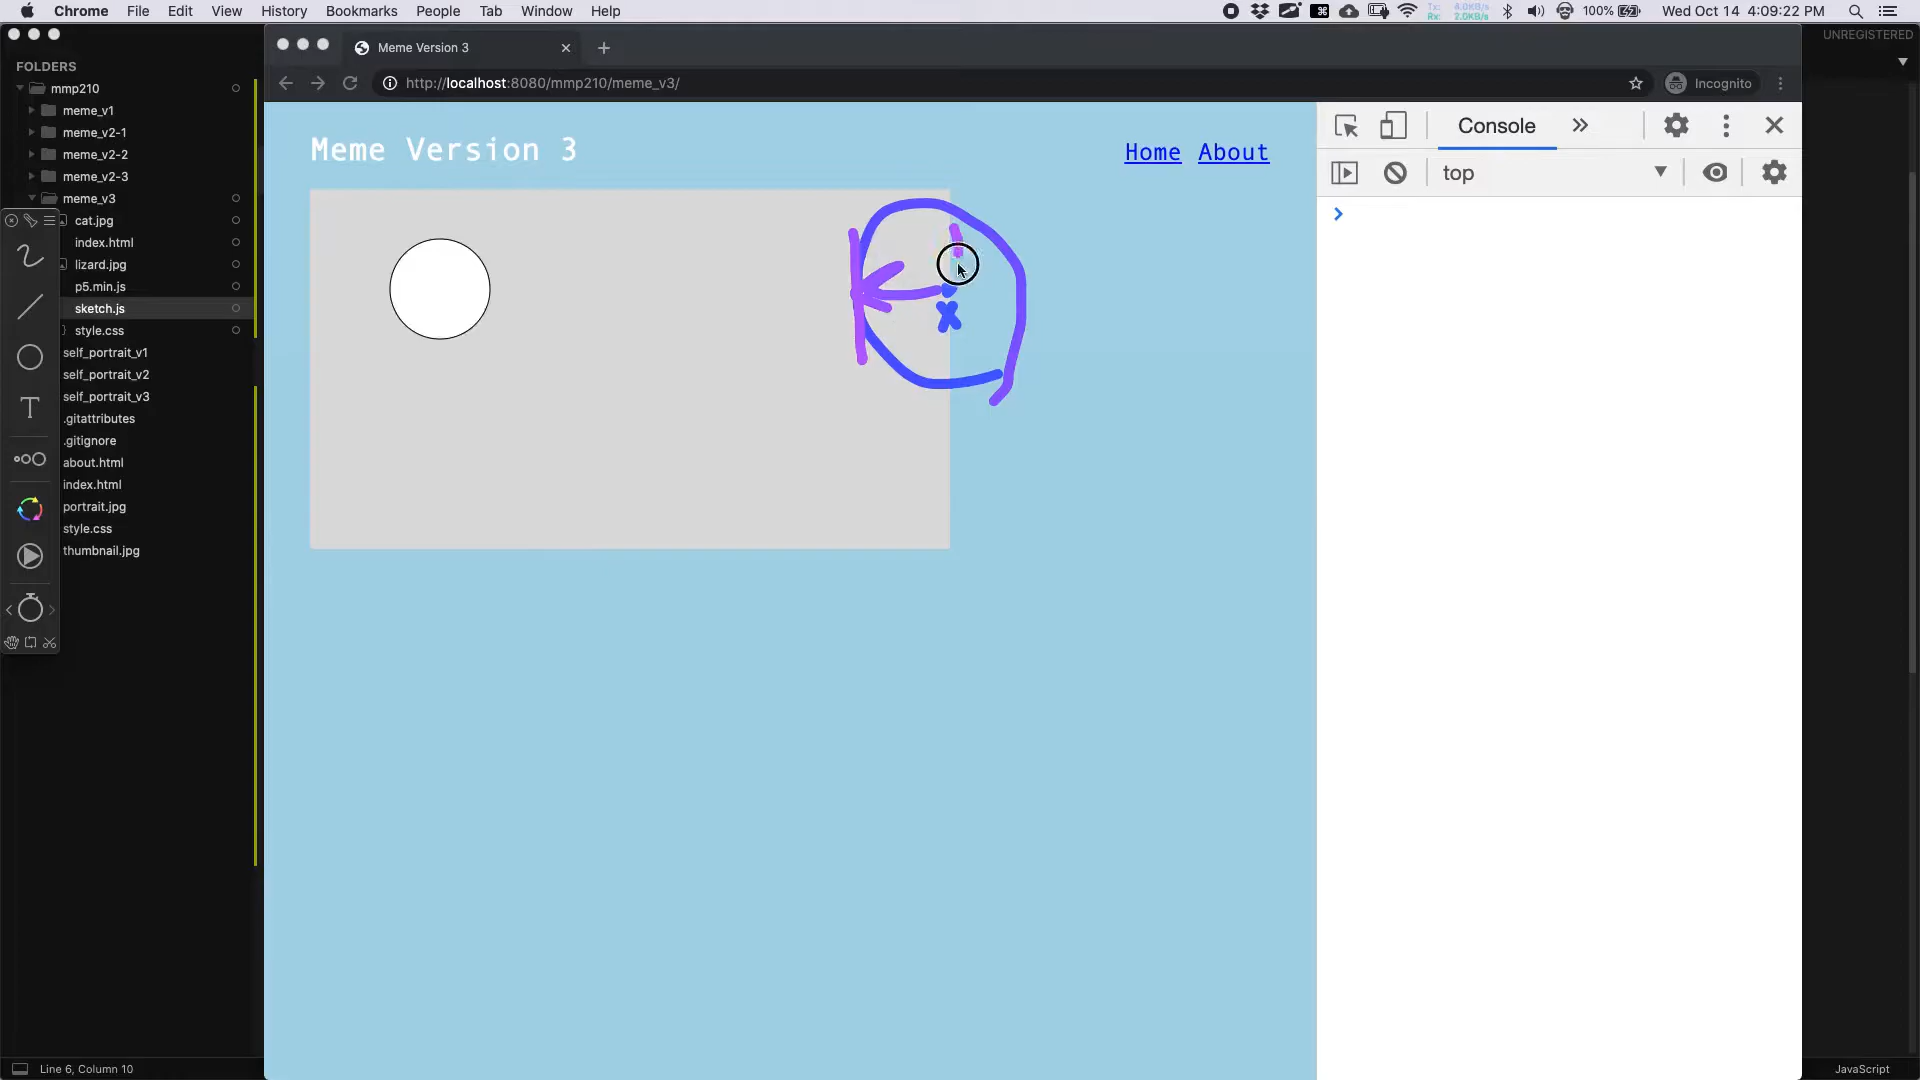 Chrome File Edit View History Bookmarks People Tab Window Help
100% Wed Oct 14 4:09:22 PM
UNREGISTERED
FOLDERS
mmp210
meme_v1
meme_v2-1
meme_v2-2
meme_v2-3
meme_v3
cat.jpg
index.html
lizard.jpg
p5.min.js
sketch.js
style.css
self_portrait_v1
self_portrait_v2
self_portrait_v3
.gitattributes
.gitignore
about.html
index.html
portrait.jpg
style.css
thumbnail.jpg
T
Line 6, Column 10
JavaScript
Meme Version 3
http://localhost:8080/mmp210/meme_v3/
Incognito
Meme Version 3
Home About
x
Console
top